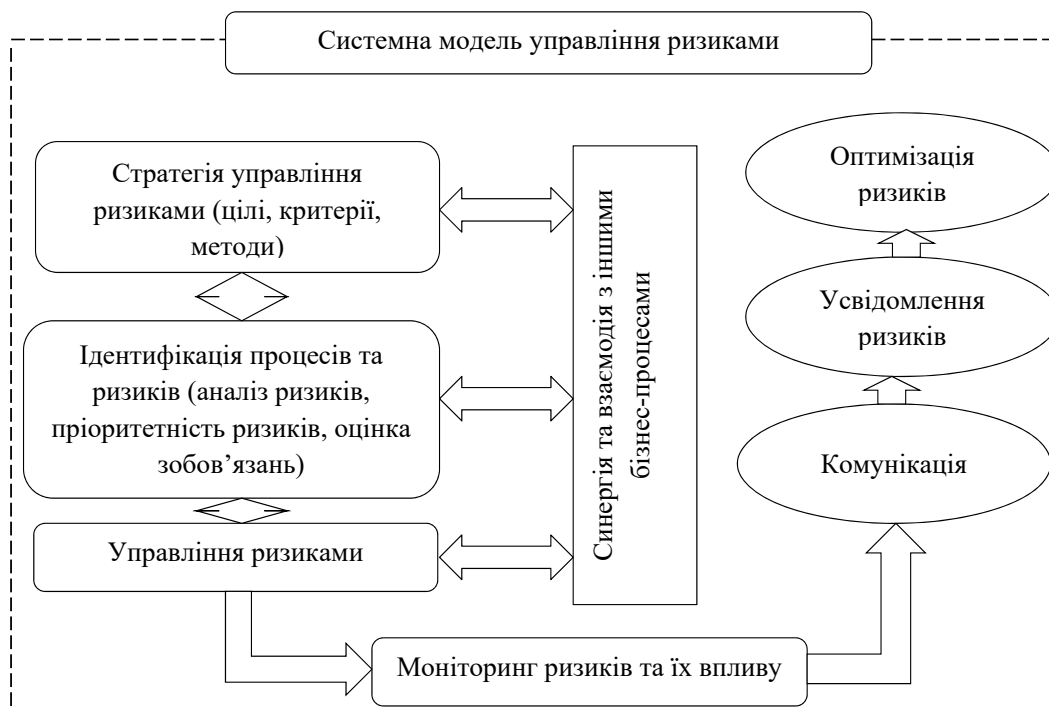 Системна модель управління ризиками
Стратегія управління
ризиками (цілі, критерії,
методи)
Ідентифікація процесів та
ризиків (аналіз ризиків,
пріоритетність ризиків, оцінка
зобов’язань)
Управління ризиками
Синергія та взаємодія з іншими
бізнес-процесами
Оптимізація
ризиків
Усвідомлення
ризиків
Комунікація
Моніторинг ризиків та їх впливу